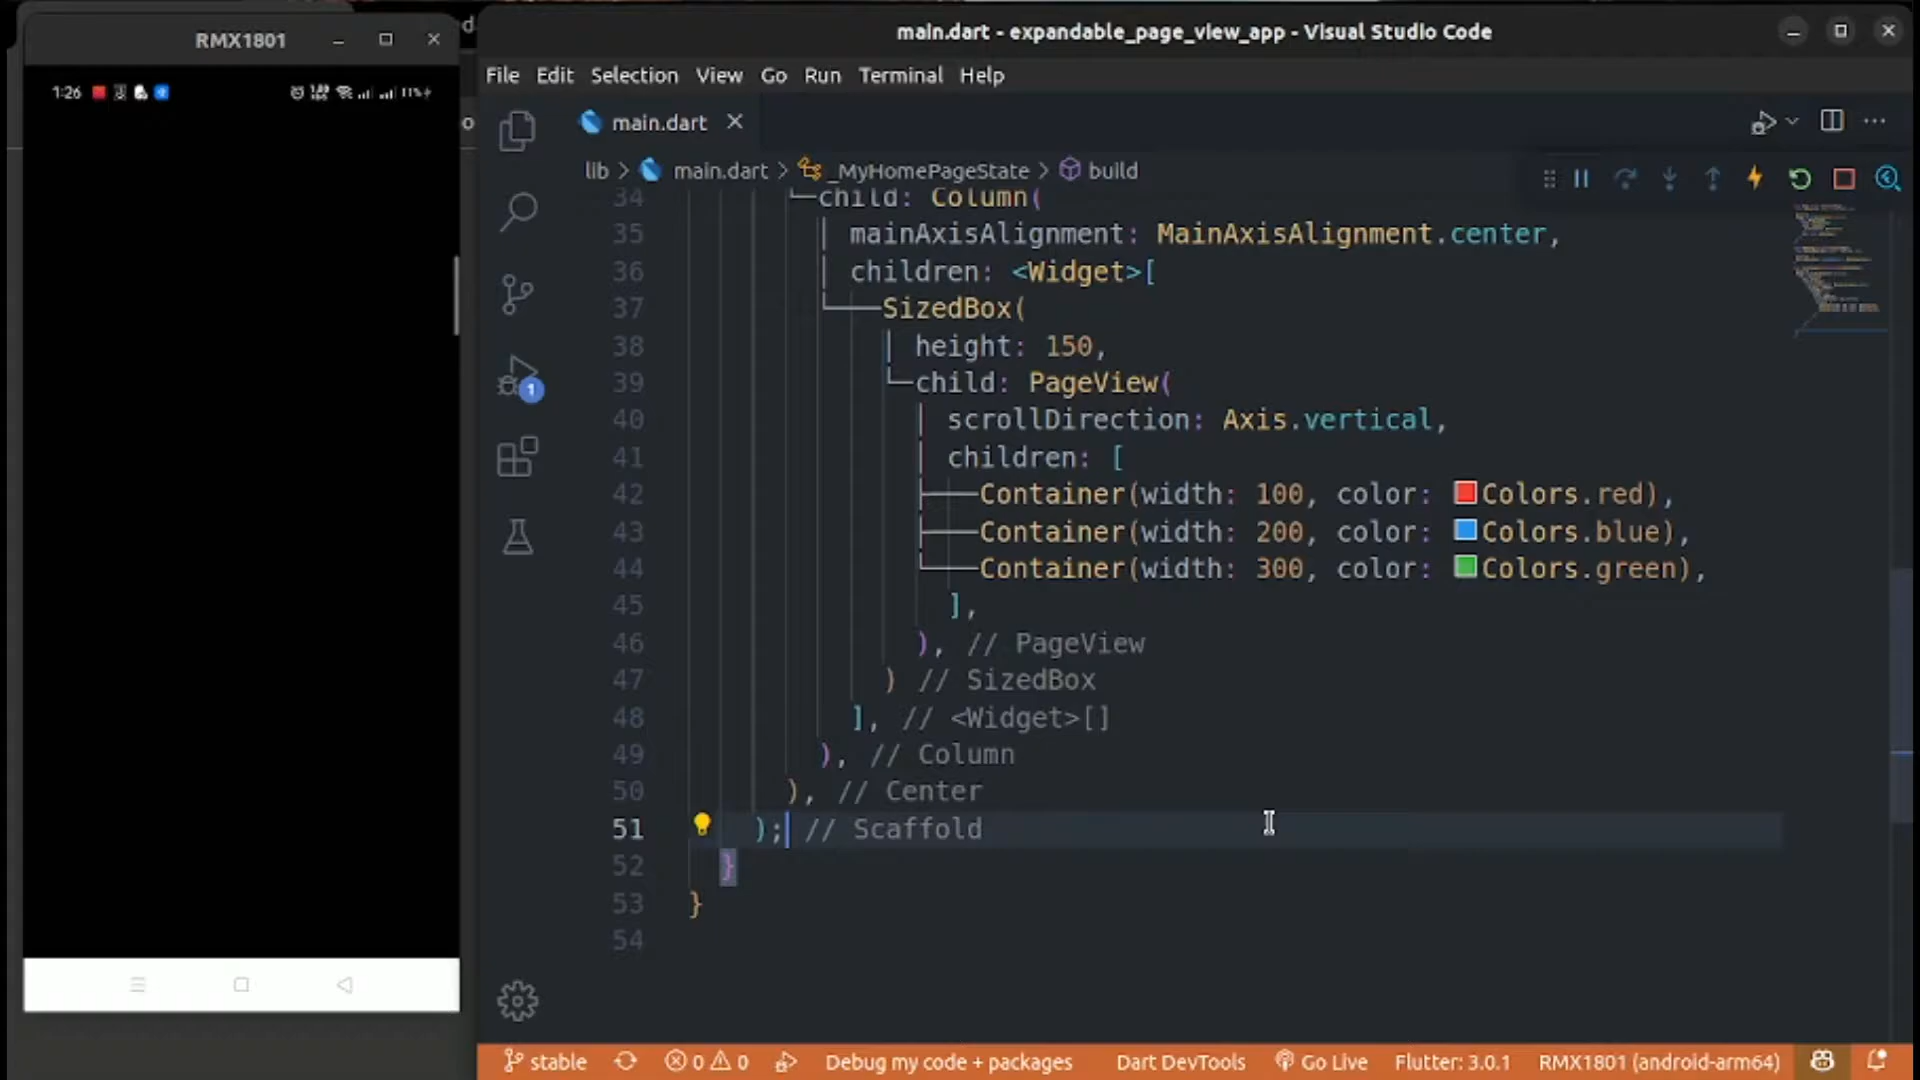 RMX1801
1:26
11%
main.dart - expandable_page_view_app - Visual Studio Code
File Edit Selection View Go Run Terminal Help
main.dart
lib > main.dart > _MyHomePageState > build
34 child: Column(
35 mainAxisAlignment: MainAxisAlignment.center,
36 children: <Widget>[
37 SizedBox(
38 height: 150,
39 child: PageView(
40 scrollDirection: Axis.vertical,
41 children: [
42 Container(width: 100, color: Colors.red),
43 Container(width: 200, color: Colors.blue),
44 Container(width: 300, color: Colors.green),
45 ],
46 ), // PageView
47 ) // SizedBox
48 ], // <Widget>[]
49 ), // Column
50 ), // Center
51 ); // Scaffold
52 }
53 }
54
1
stable 0 0 Debug my code + packages Dart DevTools Go Live Flutter: 3.0.1 RMX1801 (android-arm64)